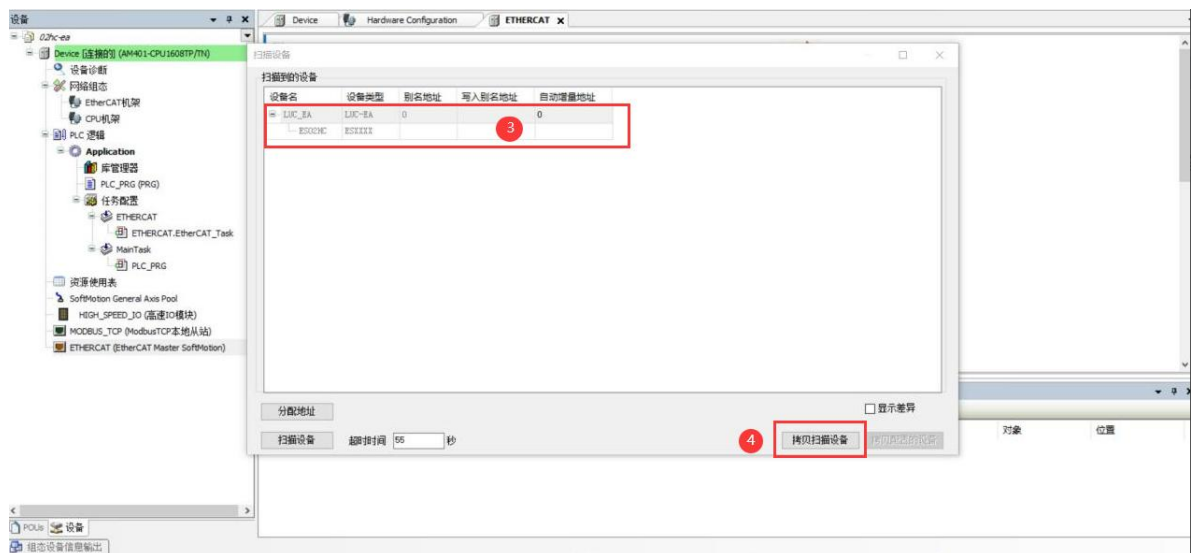 设备
Device
Hardware Configuration
ETHERCAT
02hc-ea
Device [连接的] (AM401-CPU1608TP/TN)
设备诊断
网络组态
EtherCAT机架
CPU机架
PLC 逻辑
Application
库管理器
PLC_PRG (PRG)
任务配置
ETHERCAT
ETHERCAT.EtherCAT_Task
MainTask
PLC_PRG
资源使用表
SoftMotion General Axis Pool
HIGH_SPEED_IO (高速IO模块)
MODBUS_TCP (ModbusTCP本地从站)
ETHERCAT (EtherCAT Master SoftMotion)
扫描设备
扫描到的设备
设备名 设备类型 别名地址 写入别名地址 自动增量地址
LUC_EA LUC-EA 0 0
ES02HC ESXXXX
3
分配地址
显示差异
扫描设备 超时时间 55 秒
4
拷贝扫描设备
对象 位置
POUs 设备
组态设备信息输出